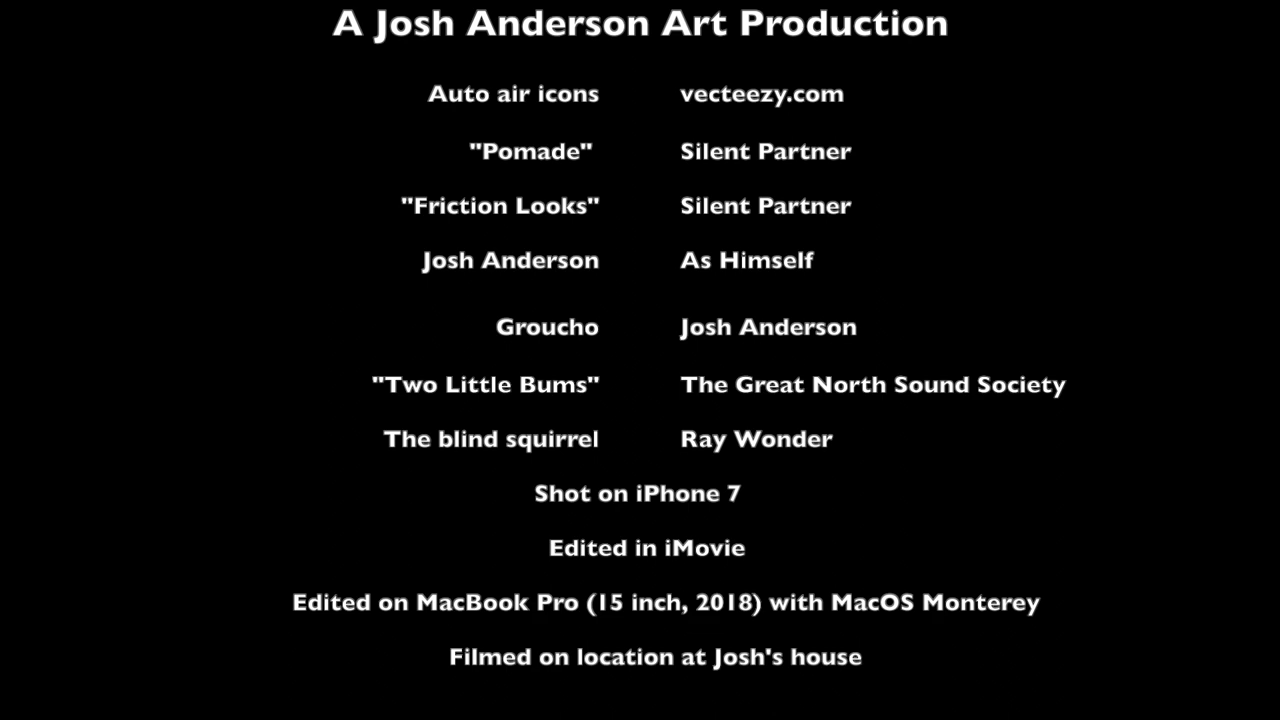 A Josh Anderson Art Production
Auto air icons vecteezy.com
"Pomade" Silent Partner
"Friction Looks" Silent Partner
Josh Anderson As Himself
Groucho Josh Anderson
"Two Little Bums" The Great North Sound Society
The blind squirrel Ray Wonder
Shot on iPhone 7
Edited in iMovie
Edited on MacBook Pro (15 inch, 2018) with MacOS Monterey
Filmed on location at Josh's house